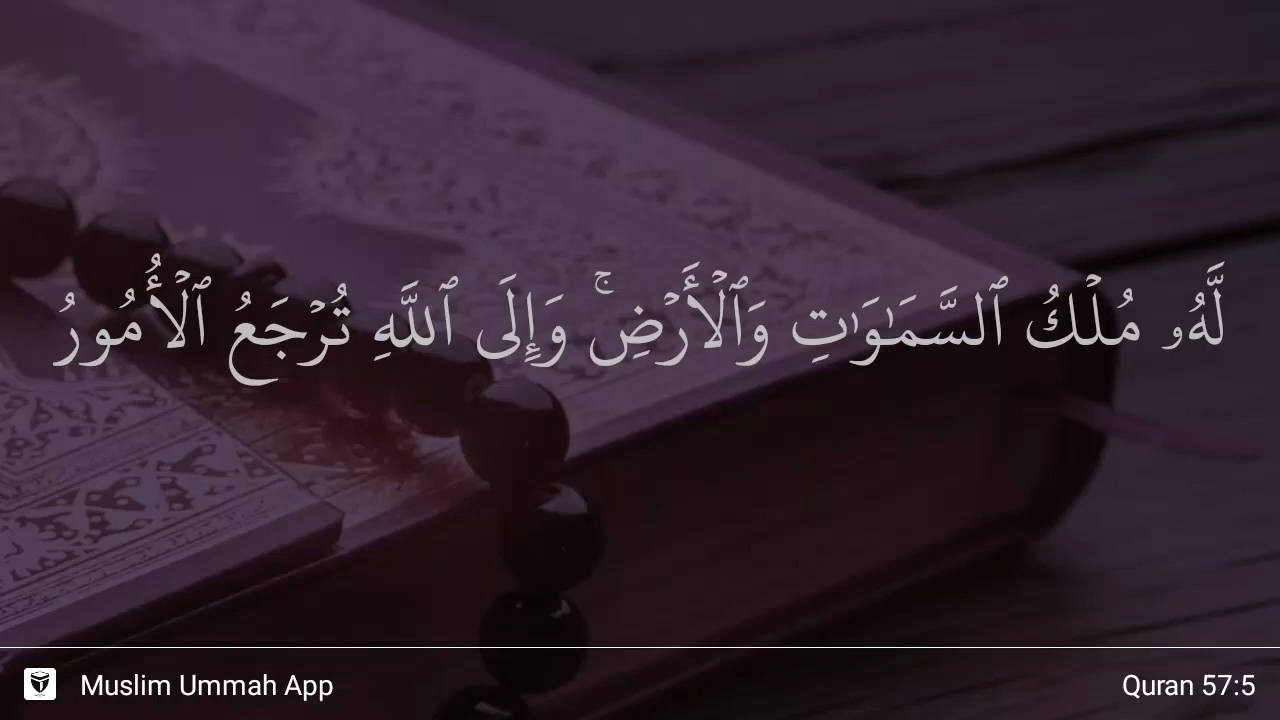 لَّهُۥ مُلۡكُ ٱلسَّمَٰوَٰتِ وَٱلۡأَرۡضِۚ وَإِلَى ٱللَّهِ تُرۡجَعُ ٱلۡأُمُورُ
Muslim Ummah App
Quran 57:5